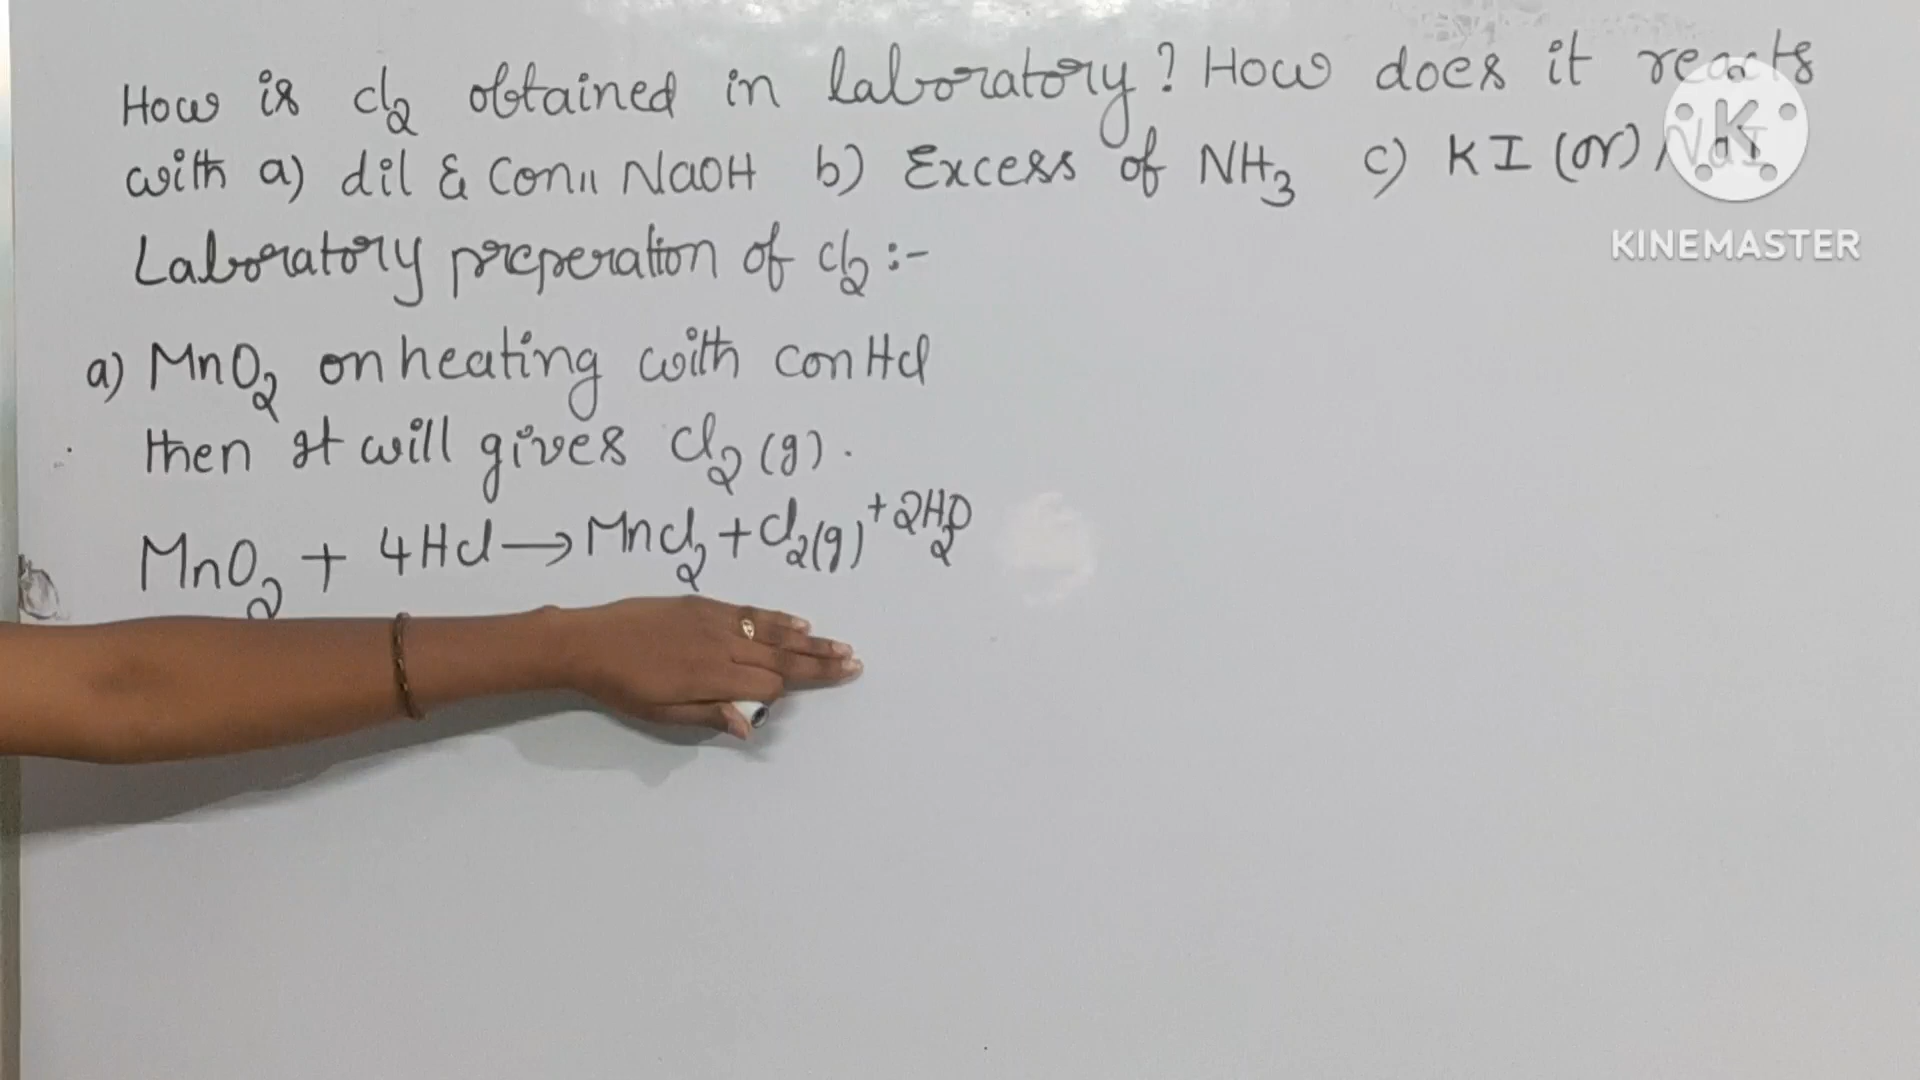 How is Cl2 obtained in laboratory? How does it reacts
with a) dil & Con11 NaOH b) Excess of NH3 c) KI (or) NaI
K
KINEMASTER
Laboratory preperation of Cl2 :-
a) MnO2 on heating with con HCl
then It will gives Cl2 (g).
MnO2 + 4HCl → MnCl2 + Cl2(g) + 2H2O